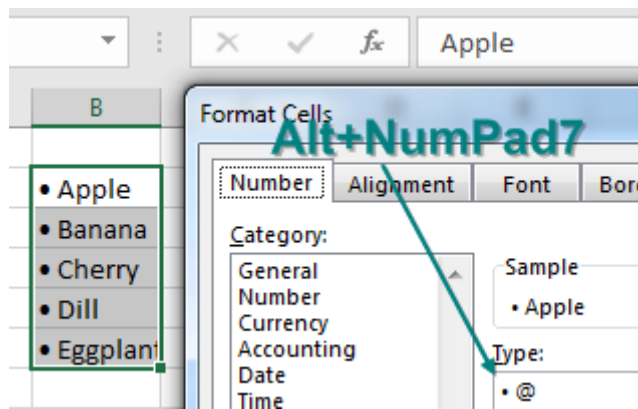 fx Apple
B
Format Cells
Alt+NumPad7
Number Alignment Font Bor
• Apple
• Banana
• Cherry
• Dill
• Eggplant
Category:
General
Number
Currency
Accounting
Date
Time
Sample
• Apple
Type:
• @